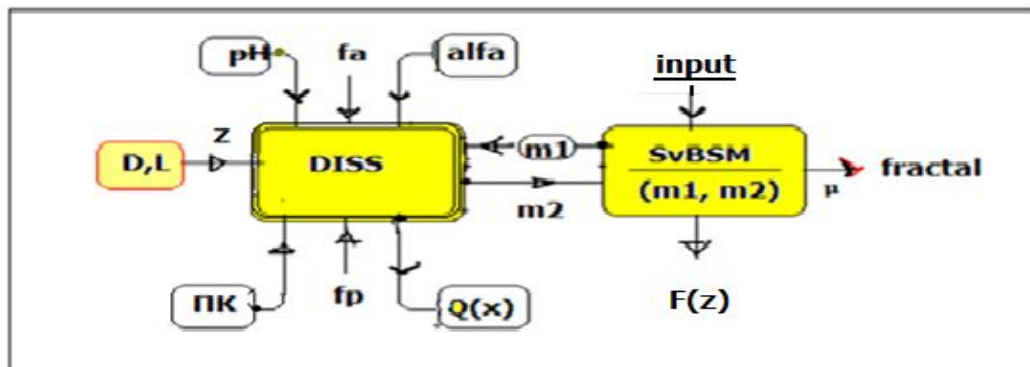 pH
fa
alfa
input
D,L
Z
DISS
m1
m2
SvBSM
(m1, m2)
μ
fractal
ПК
fp
Q(x)
F(z)